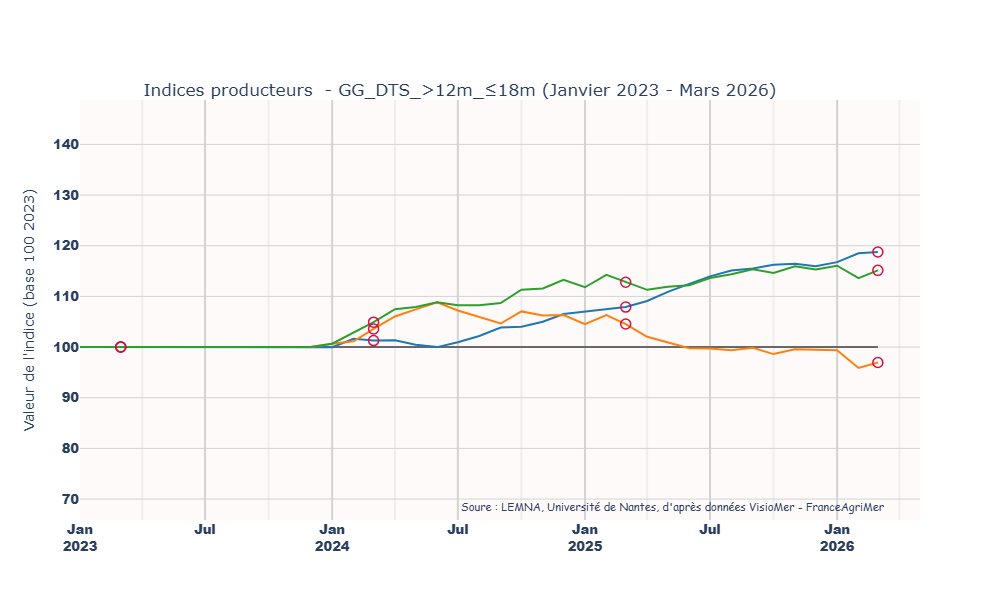 Indices producteurs - GG_DTS_>12m_≤18m (Janvier 2023 - Mars 2026)
Valeur de l'indice (base 100 2023)
140
130
120
110
100
90
80
70
Soure : LEMNA, Université de Nantes, d'après données VisioMer - FranceAgriMer
Jan Jul Jan Jul Jan Jul Jan
2023 2024 2025 2026